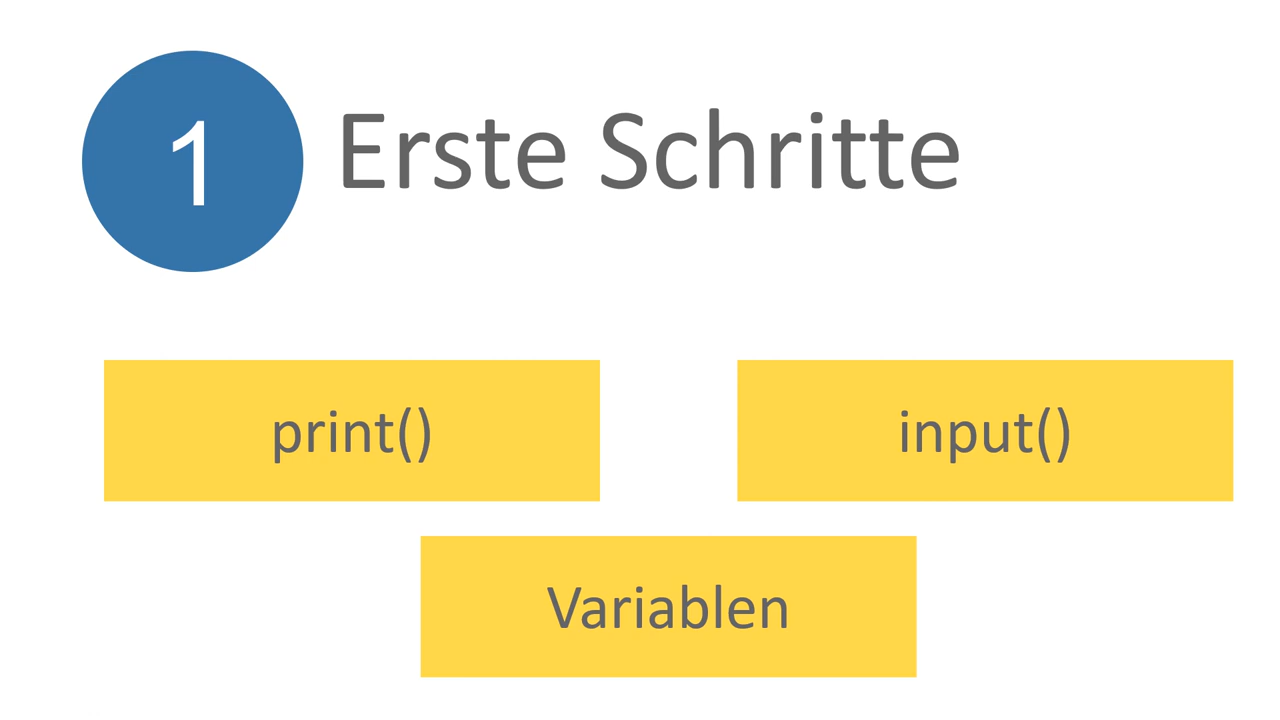 1 Erste Schritte
print() input()
Variablen